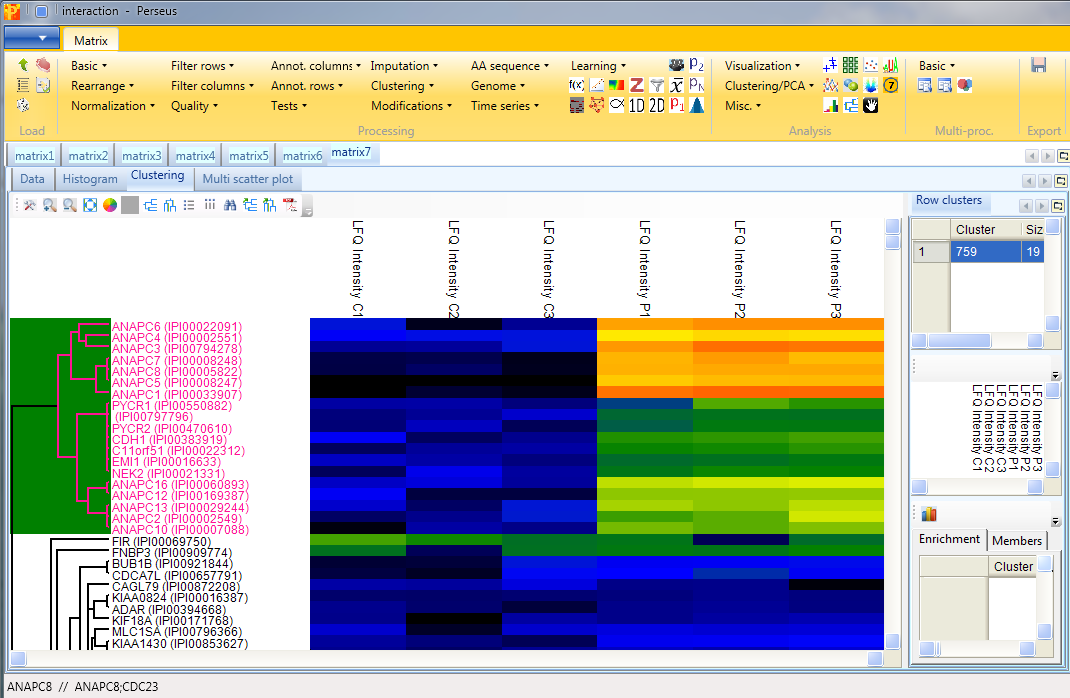 interaction - Perseus
Matrix
Basic Filter rows Annot. columns Imputation AA sequence Learning p2 Visualization Basic
Rearrange Filter columns Annot. rows Clustering Genome f(x) Z x pN Clustering/PCA 7
Normalization Quality Tests Modifications Time series 1D 2D p1 Misc.
Load Processing Analysis Multi-proc. Export
matrix1 matrix2 matrix3 matrix4 matrix5 matrix6 matrix7
Data Histogram Clustering Multi scatter plot
Row clusters
Cluster Siz
1 759 19
LFQ Intensity C1
LFQ Intensity C2
LFQ Intensity C3
LFQ Intensity P1
LFQ Intensity P2
LFQ Intensity P3
ANAPC6 (IPI00022091)
ANAPC4 (IPI00002551)
ANAPC3 (IPI00794278)
ANAPC7 (IPI00008248)
ANAPC8 (IPI00005822)
ANAPC5 (IPI00008247)
ANAPC1 (IPI00033907)
PYCR1 (IPI00550882)
(IPI00797796)
PYCR2 (IPI00470610)
CDH1 (IPI00383919)
C11orf51 (IPI00022312)
EMI1 (IPI00016633)
NEK2 (IPI00021331)
ANAPC16 (IPI00060893)
ANAPC12 (IPI00169387)
ANAPC13 (IPI00029244)
ANAPC2 (IPI00002549)
ANAPC10 (IPI00007088)
FIR (IPI00069750)
FNBP3 (IPI00909774)
BUB1B (IPI00921844)
CDCA7L (IPI00657791)
CAGL79 (IPI00872208)
KIAA0824 (IPI00016387)
ADAR (IPI00394668)
KIF18A (IPI00171768)
MLC1SA (IPI00796366)
KIAA1430 (IPI00853627)
LFQ Intensity C1
LFQ Intensity C2
LFQ Intensity C3
LFQ Intensity P1
LFQ Intensity P2
LFQ Intensity P3
Enrichment Members
Cluster
ANAPC8 // ANAPC8;CDC23